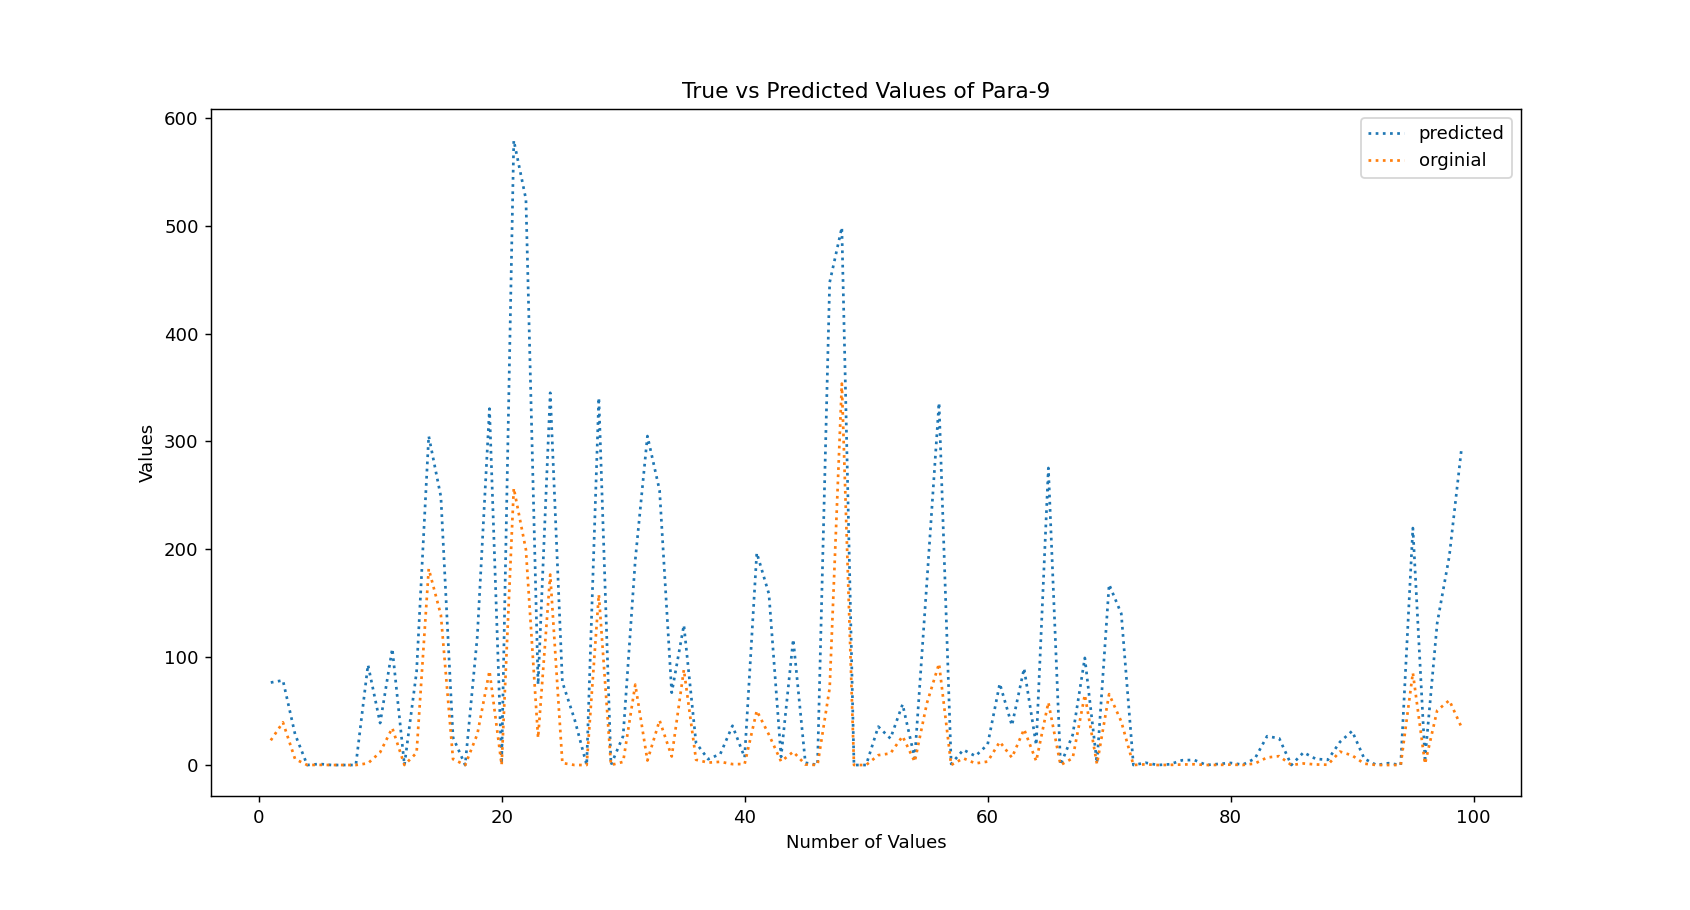 True vs Predicted Values of Para-9
predicted
orginial
600
500
400
300
200
100
0
Values
0 20 40 60 80 100
Number of Values